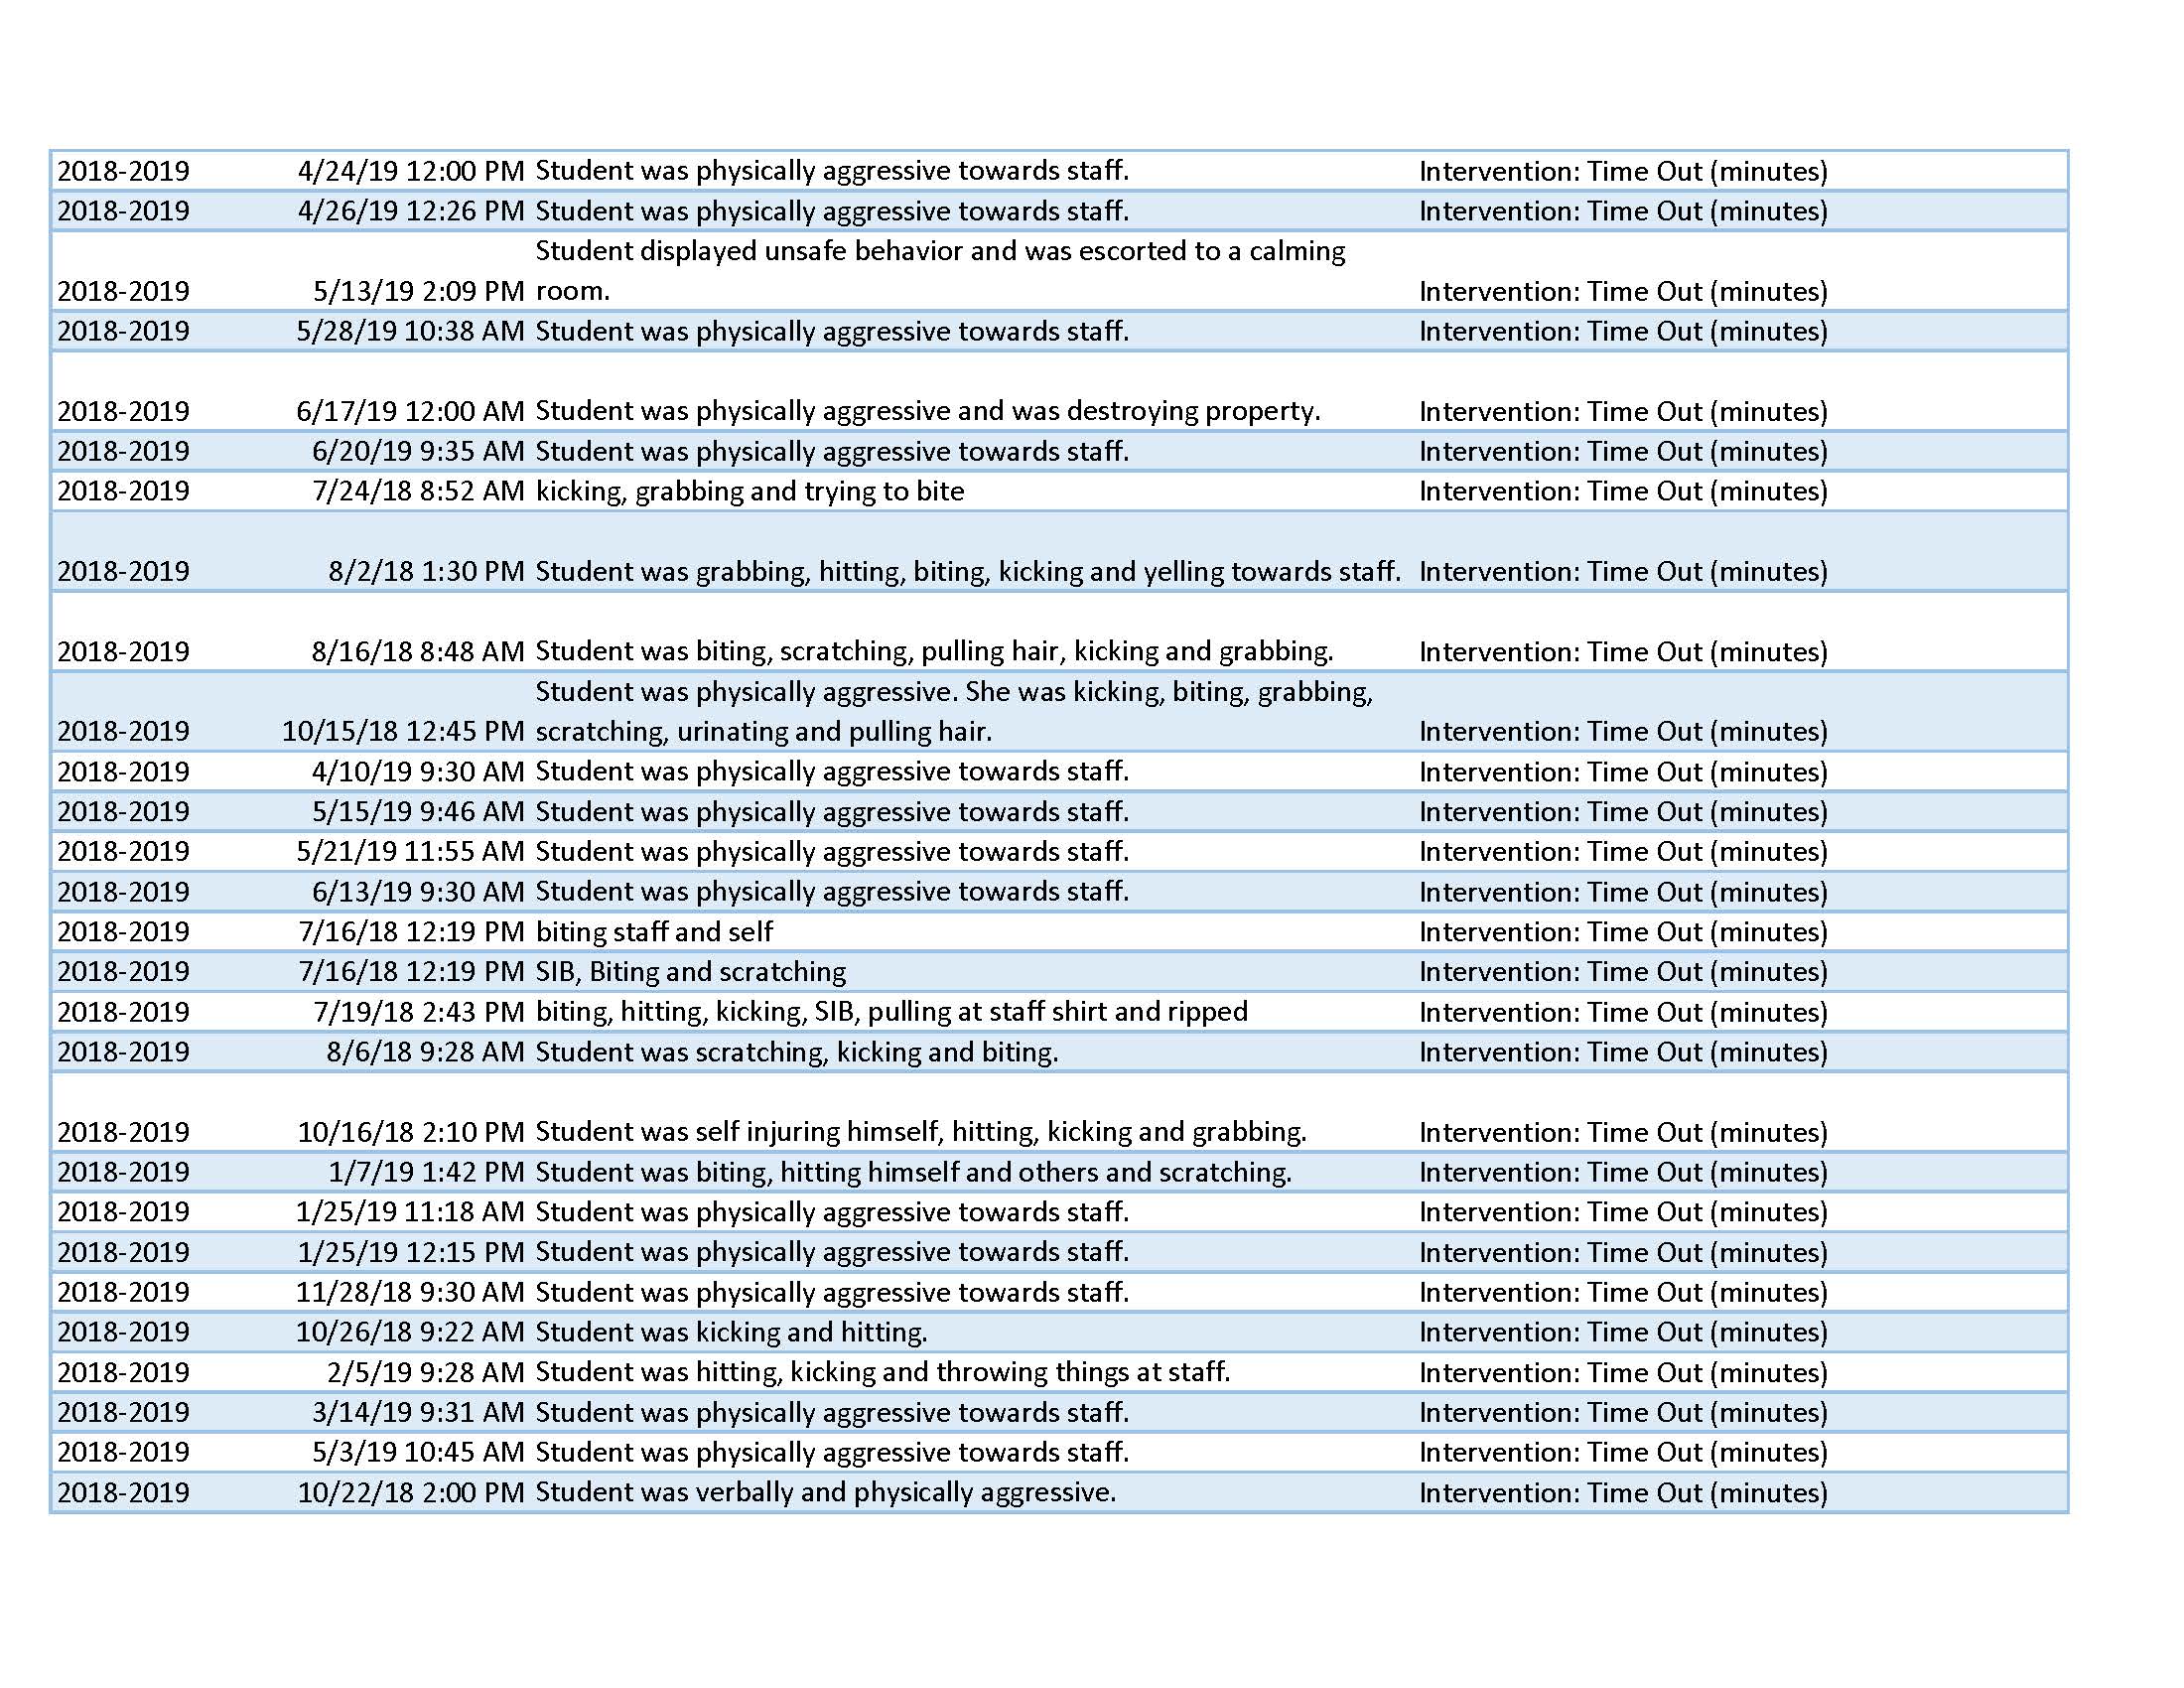 2018-2019 4/24/19 12:00 PM Student was physically aggressive towards staff. Intervention: Time Out (minutes)
2018-2019 4/26/19 12:26 PM Student was physically aggressive towards staff. Intervention: Time Out (minutes)
Student displayed unsafe behavior and was escorted to a calming
2018-2019 5/13/19 2:09 PM room. Intervention: Time Out (minutes)
2018-2019 5/28/19 10:38 AM Student was physically aggressive towards staff. Intervention: Time Out (minutes)
2018-2019 6/17/19 12:00 AM Student was physically aggressive and was destroying property. Intervention: Time Out (minutes)
2018-2019 6/20/19 9:35 AM Student was physically aggressive towards staff. Intervention: Time Out (minutes)
2018-2019 7/24/18 8:52 AM kicking, grabbing and trying to bite Intervention: Time Out (minutes)
2018-2019 8/2/18 1:30 PM Student was grabbing, hitting, biting, kicking and yelling towards staff. Intervention: Time Out (minutes)
2018-2019 8/16/18 8:48 AM Student was biting, scratching, pulling hair, kicking and grabbing. Intervention: Time Out (minutes)
Student was physically aggressive. She was kicking, biting, grabbing,
2018-2019 10/15/18 12:45 PM scratching, urinating and pulling hair. Intervention: Time Out (minutes)
2018-2019 4/10/19 9:30 AM Student was physically aggressive towards staff. Intervention: Time Out (minutes)
2018-2019 5/15/19 9:46 AM Student was physically aggressive towards staff. Intervention: Time Out (minutes)
2018-2019 5/21/19 11:55 AM Student was physically aggressive towards staff. Intervention: Time Out (minutes)
2018-2019 6/13/19 9:30 AM Student was physically aggressive towards staff. Intervention: Time Out (minutes)
2018-2019 7/16/18 12:19 PM biting staff and self Intervention: Time Out (minutes)
2018-2019 7/16/18 12:19 PM SIB, Biting and scratching Intervention: Time Out (minutes)
2018-2019 7/19/18 2:43 PM biting, hitting, kicking, SIB, pulling at staff shirt and ripped Intervention: Time Out (minutes)
2018-2019 8/6/18 9:28 AM Student was scratching, kicking and biting. Intervention: Time Out (minutes)
2018-2019 10/16/18 2:10 PM Student was self injuring himself, hitting, kicking and grabbing. Intervention: Time Out (minutes)
2018-2019 1/7/19 1:42 PM Student was biting, hitting himself and others and scratching. Intervention: Time Out (minutes)
2018-2019 1/25/19 11:18 AM Student was physically aggressive towards staff. Intervention: Time Out (minutes)
2018-2019 1/25/19 12:15 PM Student was physically aggressive towards staff. Intervention: Time Out (minutes)
2018-2019 11/28/18 9:30 AM Student was physically aggressive towards staff. Intervention: Time Out (minutes)
2018-2019 10/26/18 9:22 AM Student was kicking and hitting. Intervention: Time Out (minutes)
2018-2019 2/5/19 9:28 AM Student was hitting, kicking and throwing things at staff. Intervention: Time Out (minutes)
2018-2019 3/14/19 9:31 AM Student was physically aggressive towards staff. Intervention: Time Out (minutes)
2018-2019 5/3/19 10:45 AM Student was physically aggressive towards staff. Intervention: Time Out (minutes)
2018-2019 10/22/18 2:00 PM Student was verbally and physically aggressive. Intervention: Time Out (minutes)